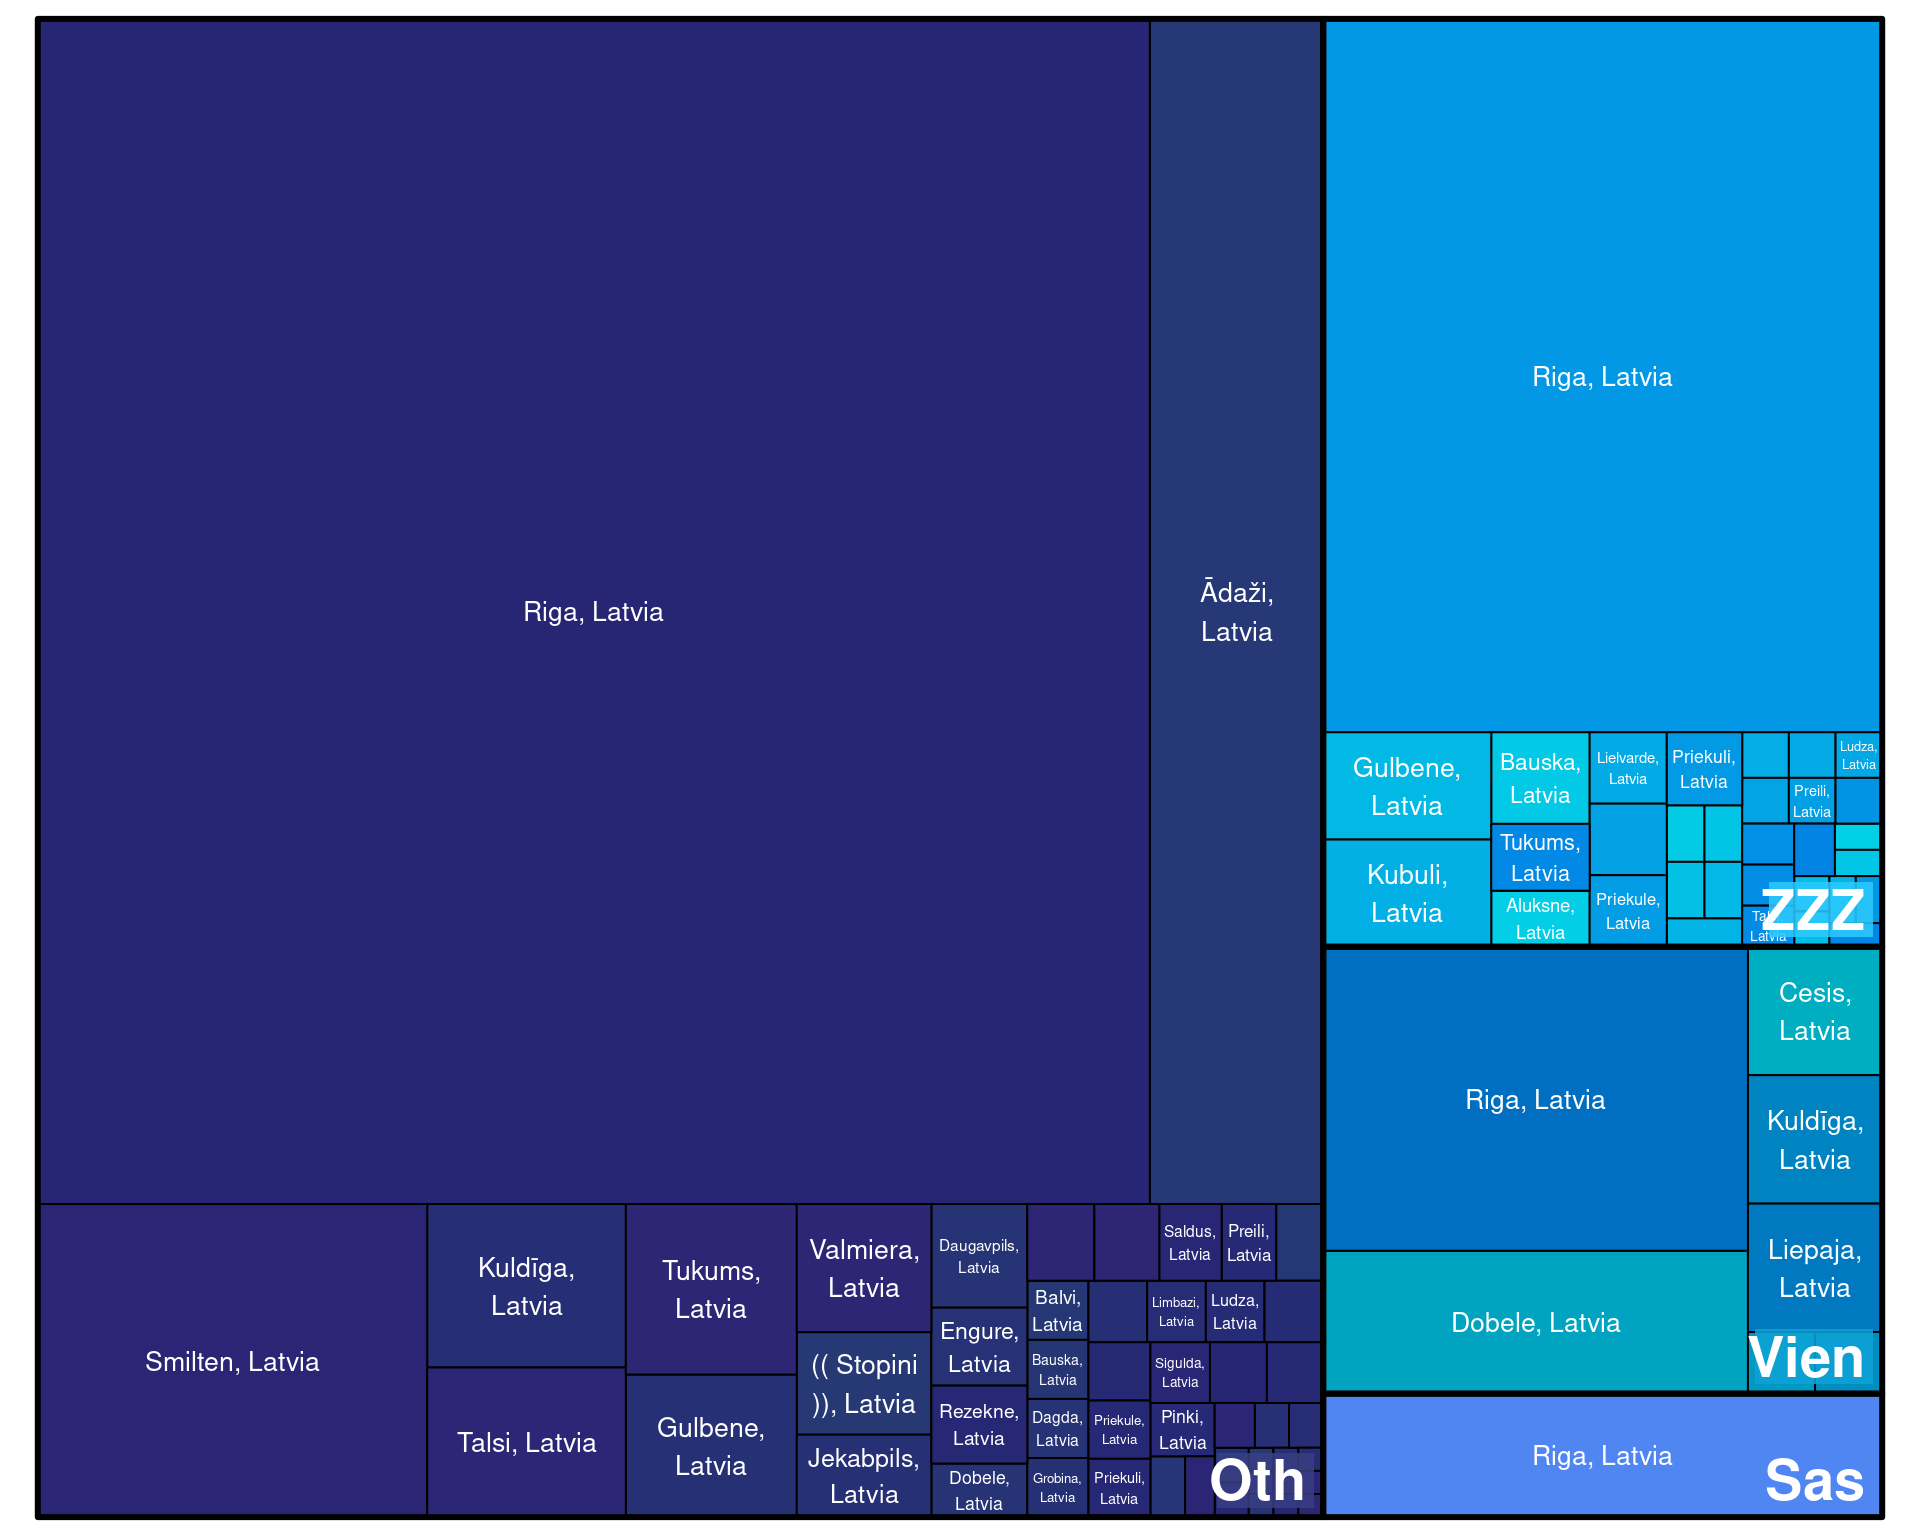 Riga, Latvia
Ādaži,
Latvia
Smilten, Latvia
Kuldīga,
Latvia
Talsi, Latvia
Tukums,
Latvia
Gulbene,
Latvia
Valmiera,
Latvia
(( Stopini
)), Latvia
Jekabpils,
Latvia
Daugavpils,
Latvia
Engure,
Latvia
Rezekne,
Latvia
Dobele,
Latvia
Saldus,
Latvia
Preili,
Latvia
Balvi,
Latvia
Limbazi,
Latvia
Ludza,
Latvia
Bauska,
Latvia
Sigulda,
Latvia
Dagda,
Latvia
Priekule,
Latvia
Pinki,
Latvia
Grobina,
Latvia
Priekuli,
Latvia
Oth
Riga, Latvia
Gulbene,
Latvia
Kubuli,
Latvia
Bauska,
Latvia
Tukums,
Latvia
Aluksne,
Latvia
Lielvarde,
Latvia
Priekule,
Latvia
Priekuli,
Latvia
Ludza,
Latvia
Preili,
Latvia
Latvia
ZZZ
Riga, Latvia
Dobele, Latvia
Cesis,
Latvia
Kuldīga,
Latvia
Liepaja,
Latvia
Vien
Riga, Latvia
Sas